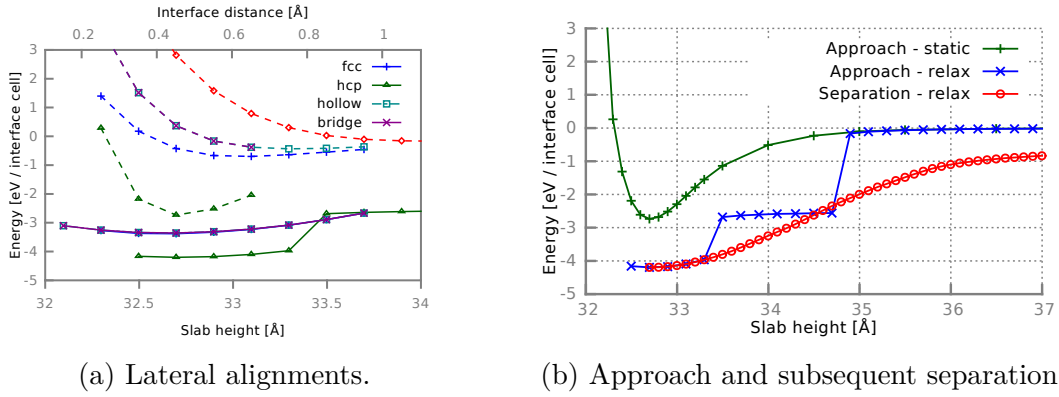 Interface distance [Å]
0.2 0.4 0.6 0.8 1
3
2
1
0
-1
-2
-3
-4
-5
Energy [eV / interface cell]
fcc
hcp
hollow
bridge
32 32.5 33 33.5 34
Slab height [Å]
(a) Lateral alignments.
3
2
1
0
-1
-2
-3
-4
-5
Energy [eV / interface cell]
Approach - static
Approach - relax
Separation - relax
32 33 34 35 36 37
Slab height [Å]
(b) Approach and subsequent separation